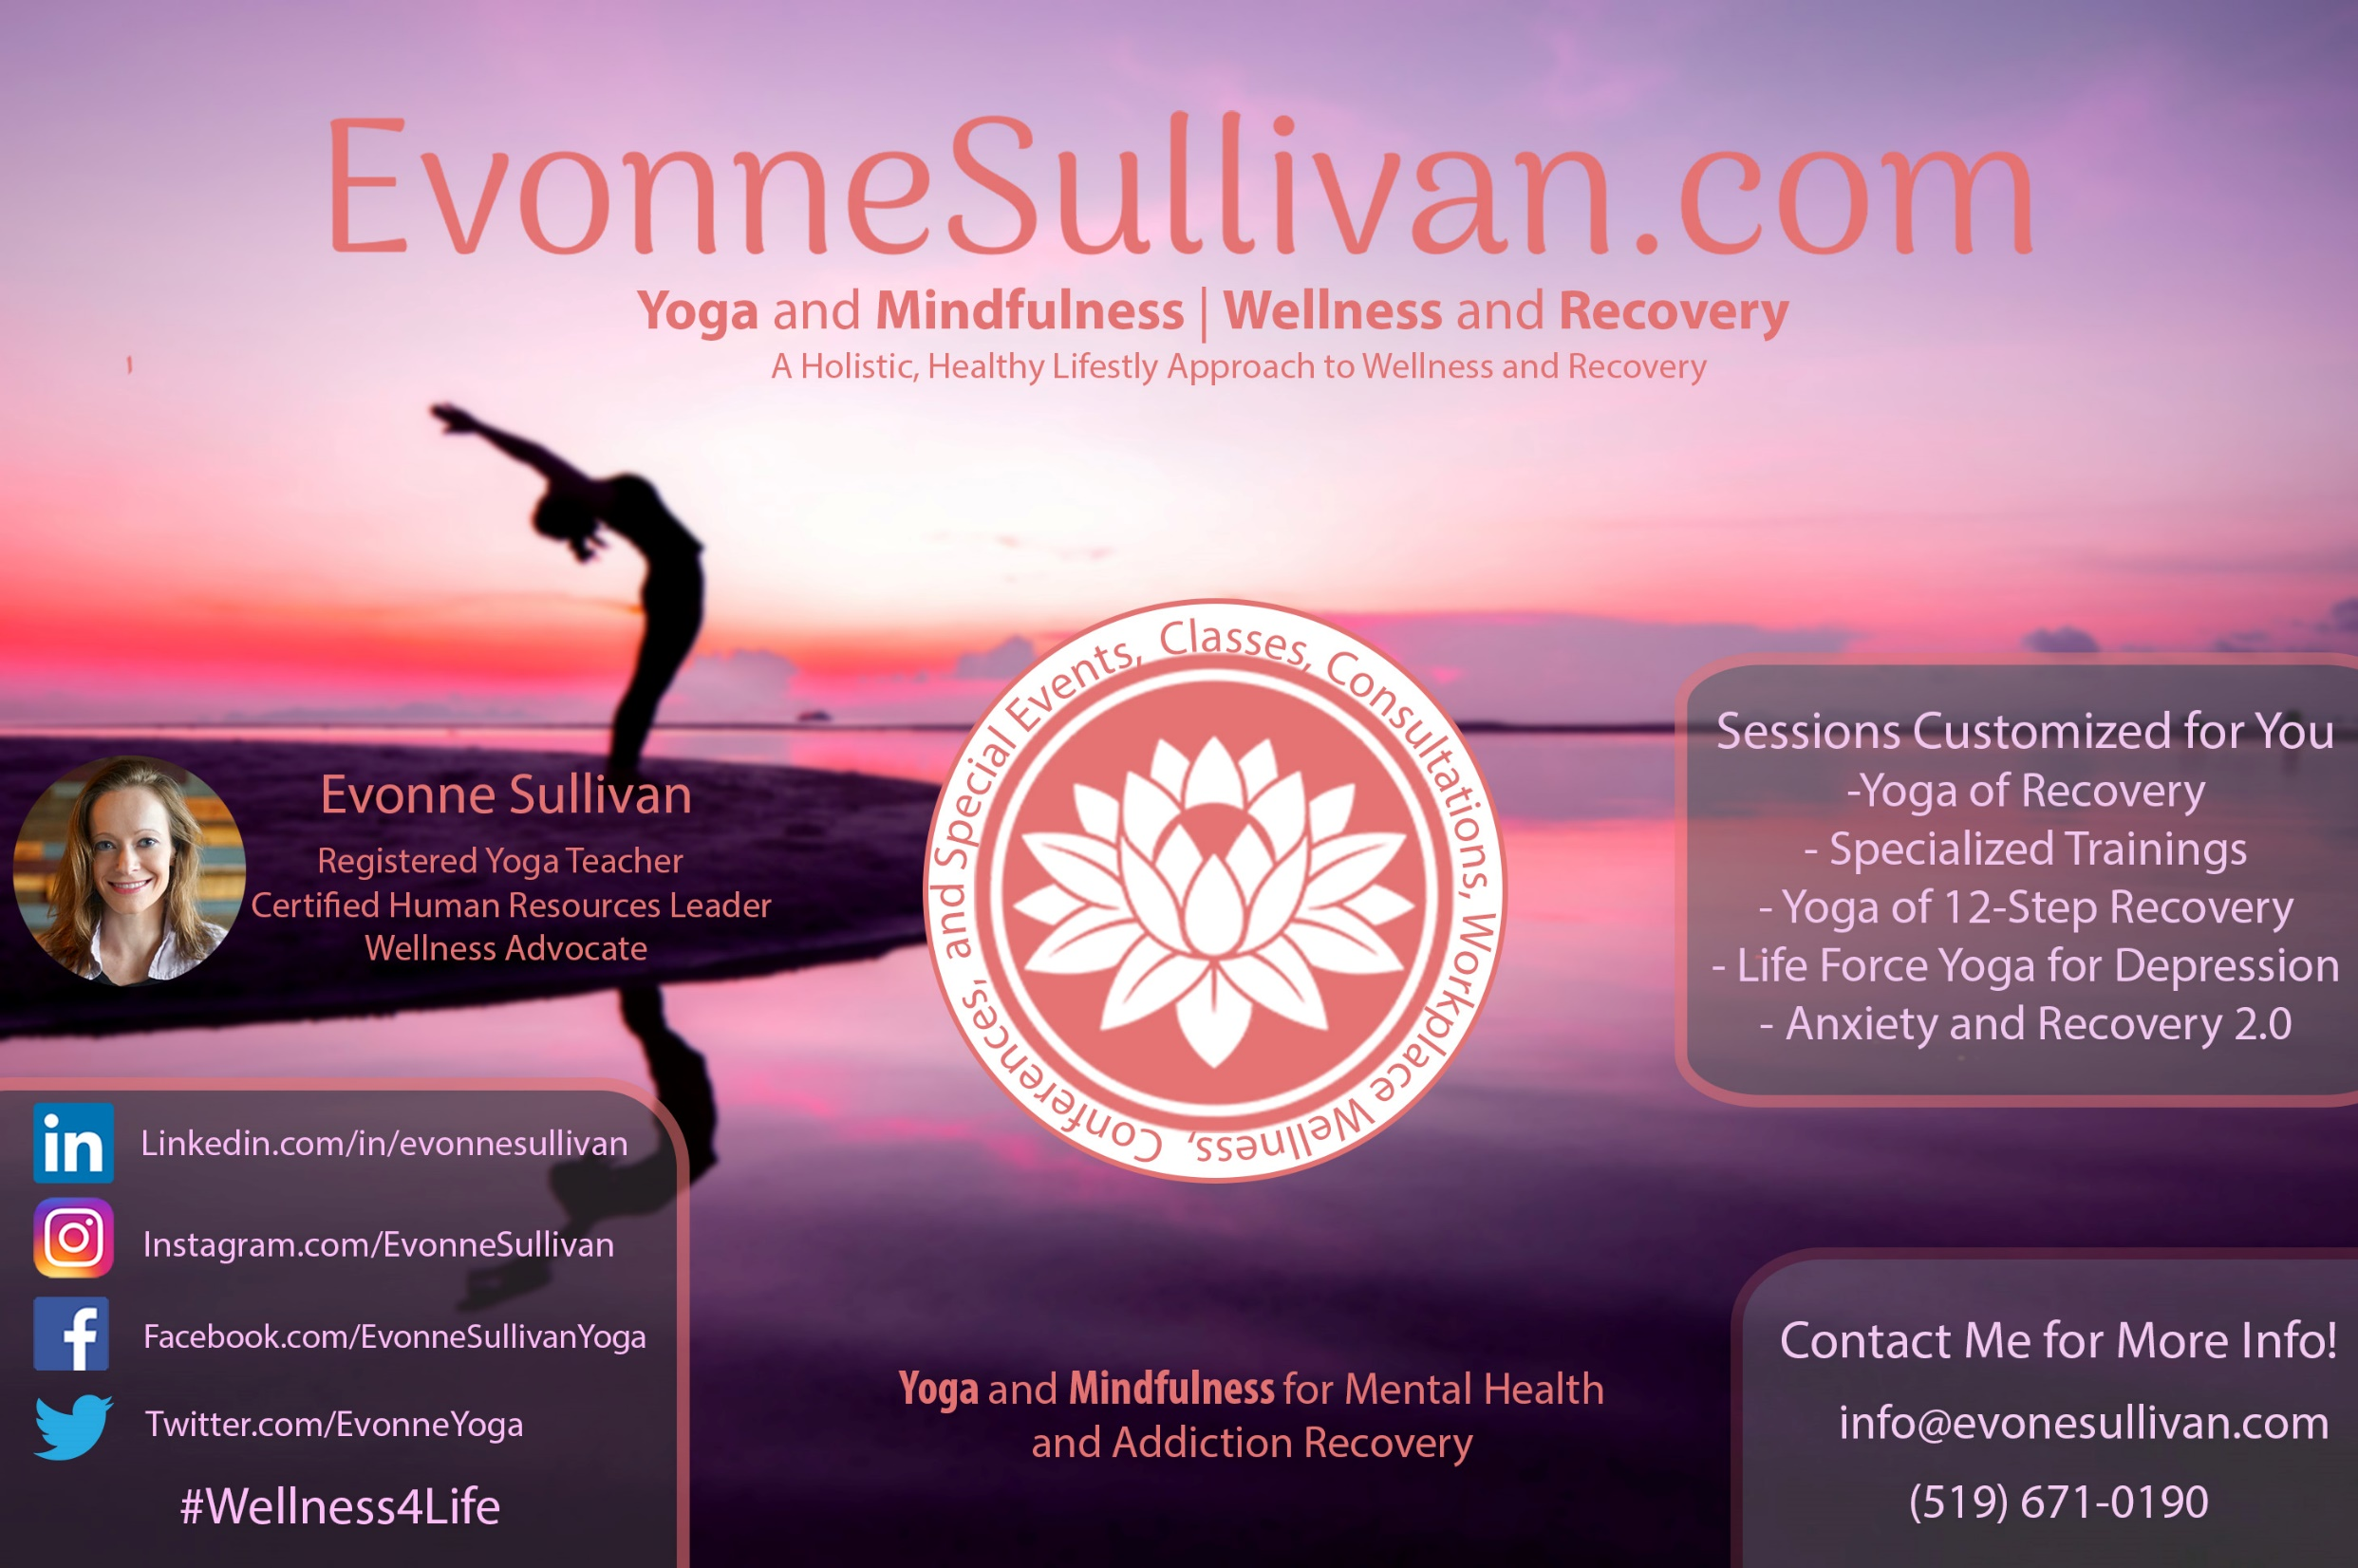 EvonneSullivan.com
Yoga and Mindfulness | Wellness and Recovery
A Holistic, Healthy Lifestly Approach to Wellness and Recovery
Classes, Consultations, Workplace Wellness, Conferences, and Special Events,
Evonne Sullivan
Registered Yoga Teacher
Certified Human Resources Leader
Wellness Advocate
Sessions Customized for You
-Yoga of Recovery
- Specialized Trainings
- Yoga of 12-Step Recovery
- Life Force Yoga for Depression
- Anxiety and Recovery 2.0
in Linkedin.com/in/evonnesullivan
Instagram.com/EvonneSullivan
f Facebook.com/EvonneSullivanYoga
Twitter.com/EvonneYoga
#Wellness4Life
Yoga and Mindfulness for Mental Health
and Addiction Recovery
Contact Me for More Info!
info@evonesullivan.com
(519) 671-0190